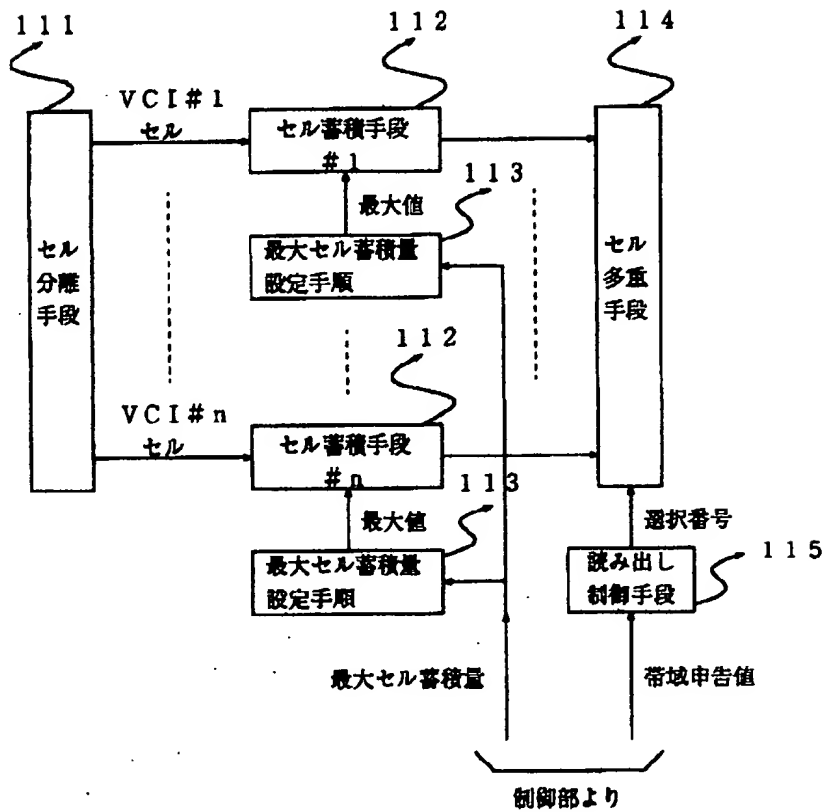 １１１
１１２
１１４
ＶＣＩ＃１
セル
セル蓄積手段
＃１
１１３
最大値
最大セル蓄積量
設定手順
セル
分離
手段
セル
多重
手段
１１２
ＶＣＩ＃ｎ
セル
セル蓄積手段
＃ｎ
１１３
最大値
選択番号
最大セル蓄積量
設定手順
読み出し
制御手段
１１５
最大セル蓄積量
帯域申告値
制御部より